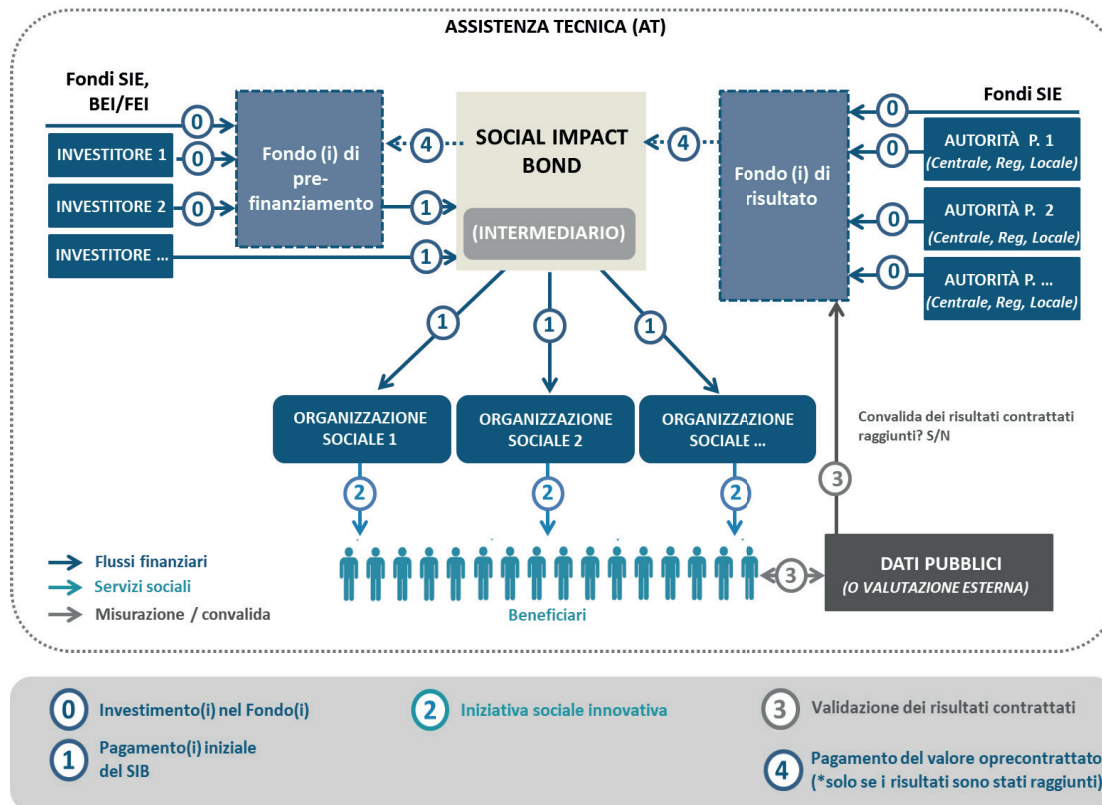 ASSISTENZA TECNICA (AT)
Fondi SIE,
BEI/FEI
0
INVESTITORE 1
0
INVESTITORE 2
0
INVESTITORE ...
1
Fondo (i) di
pre-
finanziamento
4
1
SOCIAL IMPACT
BOND
(INTERMEDIARIO)
4
Fondo (i) di
risultato
Fondi SIE
0
AUTORITÀ P. 1
(Centrale, Reg, Locale)
0
AUTORITÀ P. 2
(Centrale, Reg, Locale)
0
AUTORITÀ P. ...
(Centrale, Reg, Locale)
0
1
1
1
ORGANIZZAZIONE
SOCIALE 1
ORGANIZZAZIONE
SOCIALE 2
ORGANIZZAZIONE
SOCIALE ...
Convalida dei risultati contrattati
raggiunti? S/N
2
2
2
3
Flussi finanziari
Servizi sociali
Misurazione / convalida
Beneficiari
3
DATI PUBBLICI
(O VALUTAZIONE ESTERNA)
0 Investimento(i) nel Fondo(i)
1 Pagamento(i) iniziale
del SIB
2 Iniziativa sociale innovativa
3 Validazione dei risultati contrattati
4 Pagamento del valore oprecontrattato
(*solo se i risultati sono stati raggiunti)